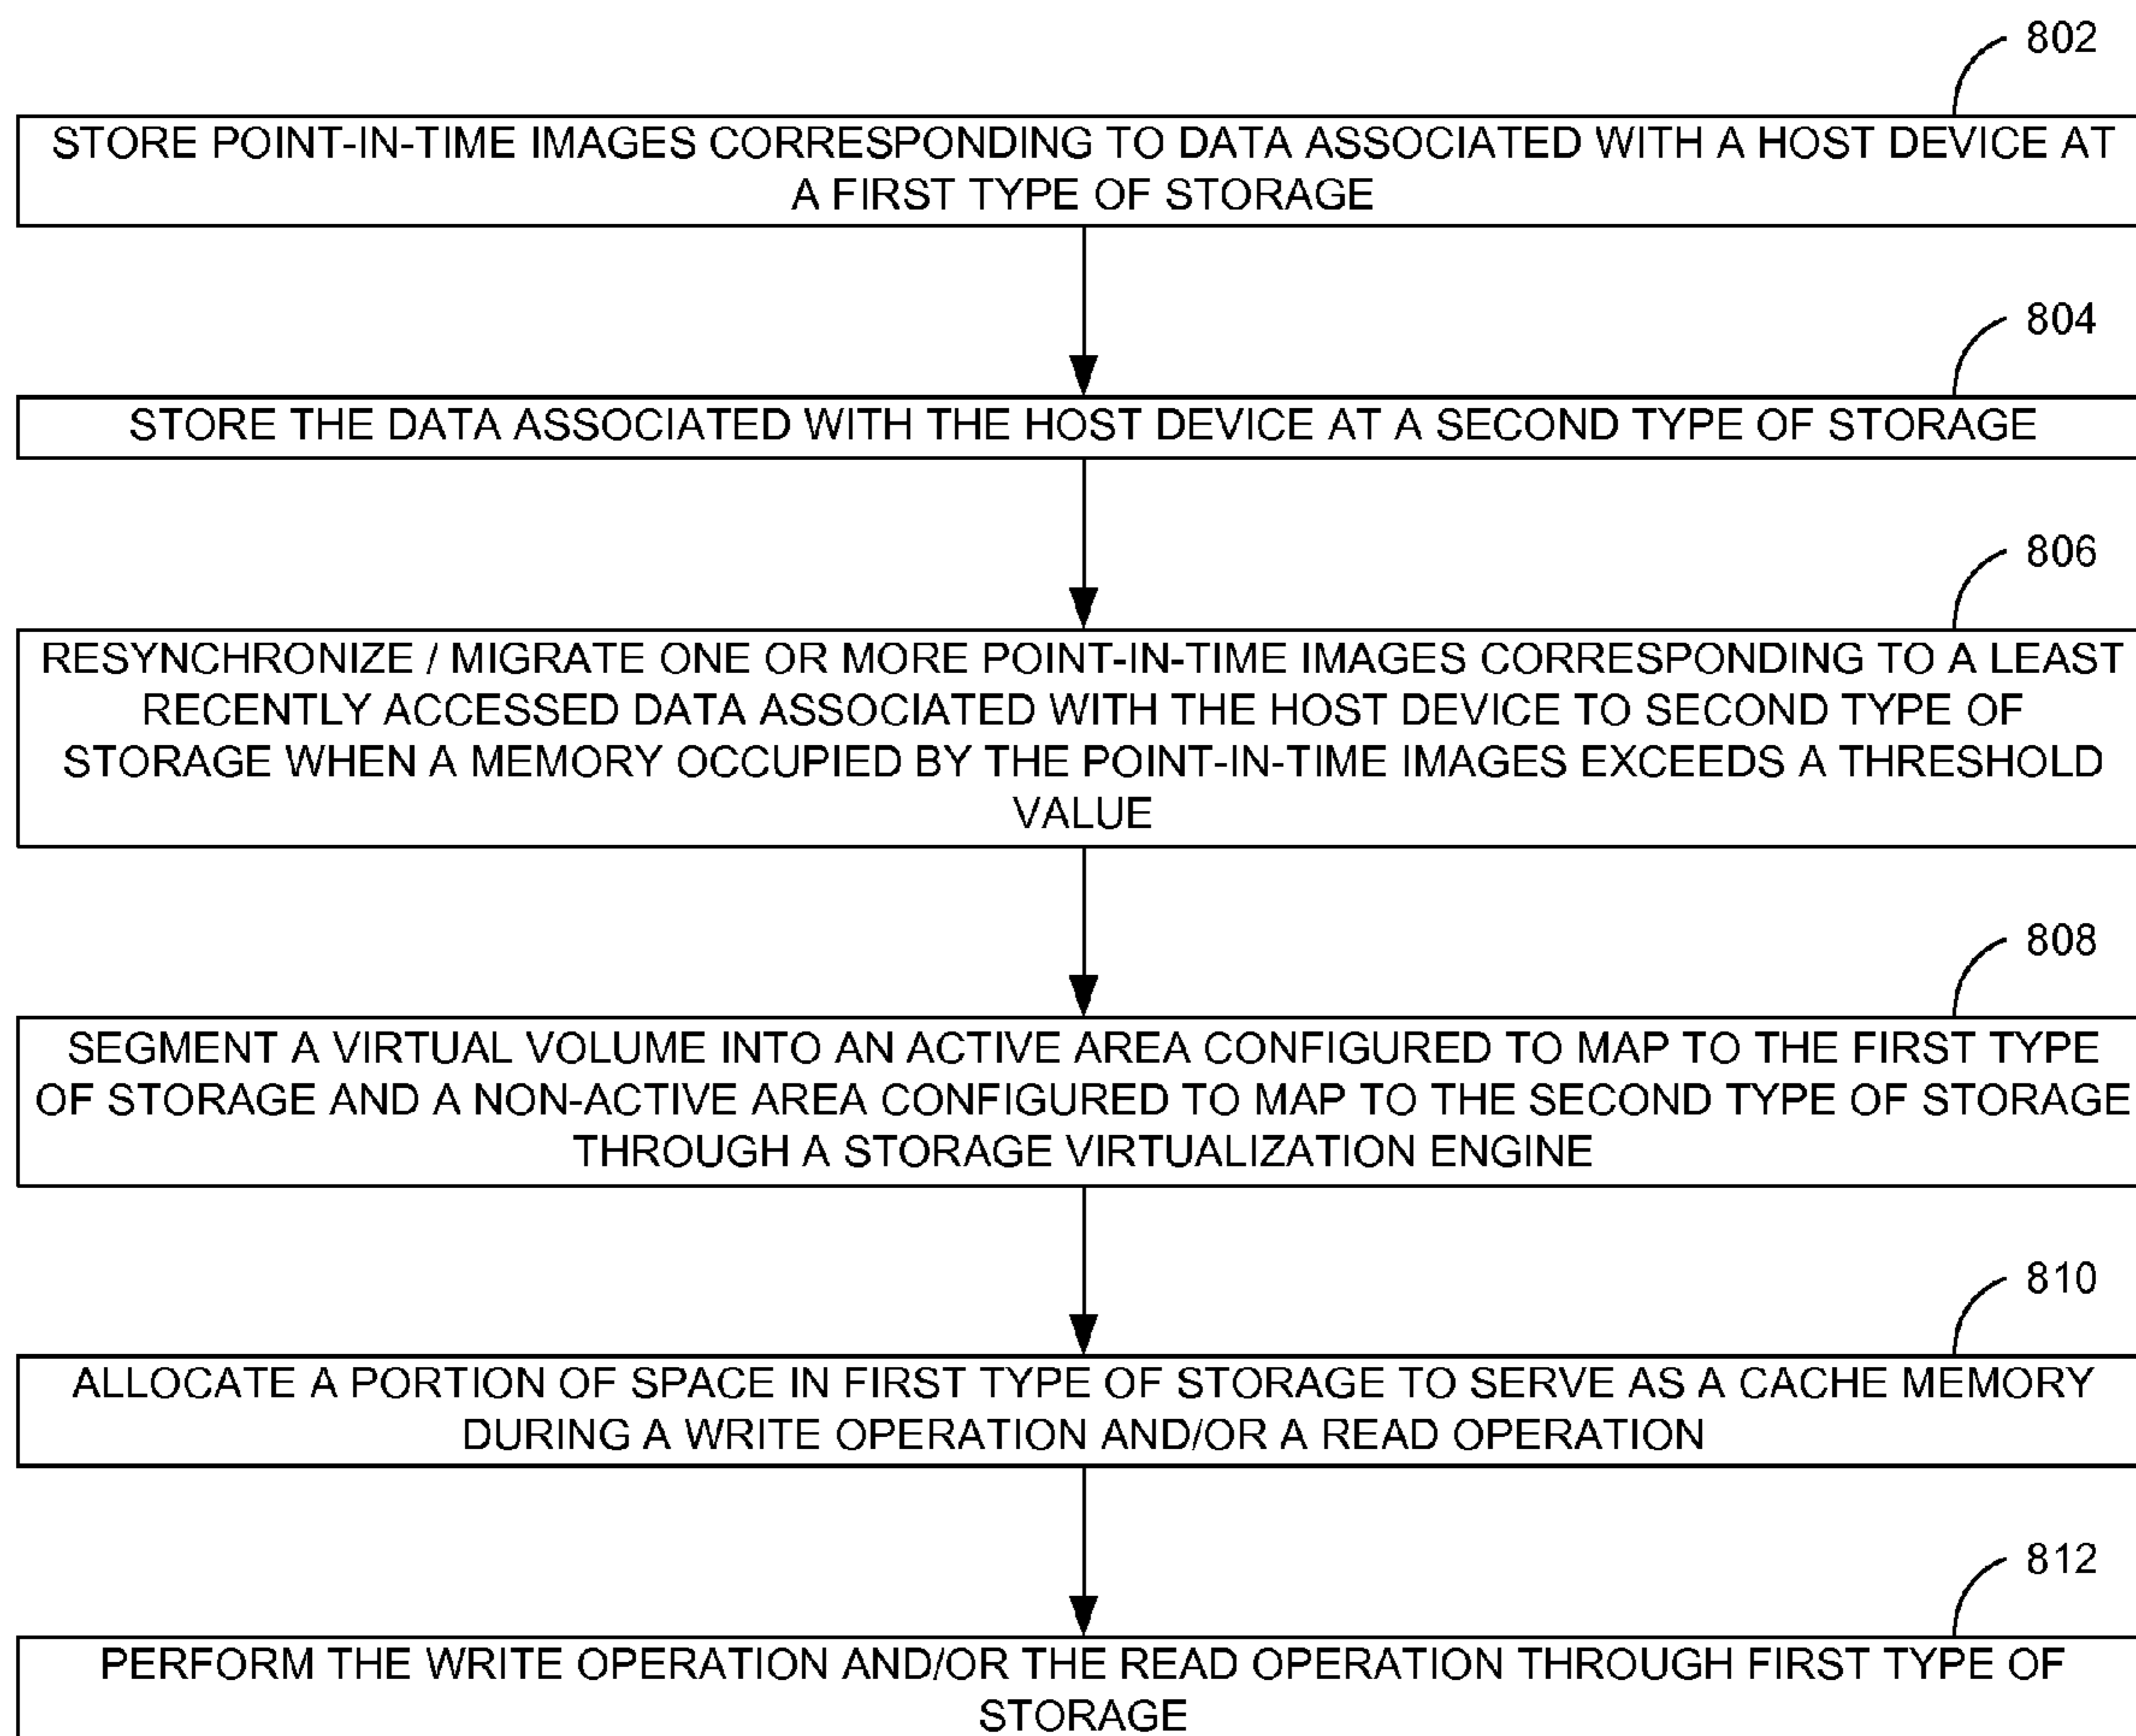 802
STORE POINT-IN-TIME IMAGES CORRESPONDING TO DATA ASSOCIATED WITH A HOST DEVICE AT
A FIRST TYPE OF STORAGE
804
STORE THE DATA ASSOCIATED WITH THE HOST DEVICE AT A SECOND TYPE OF STORAGE
806
RESYNCHRONIZE / MIGRATE ONE OR MORE POINT-IN-TIME IMAGES CORRESPONDING TO A LEAST
RECENTLY ACCESSED DATA ASSOCIATED WITH THE HOST DEVICE TO SECOND TYPE OF
STORAGE WHEN A MEMORY OCCUPIED BY THE POINT-IN-TIME IMAGES EXCEEDS A THRESHOLD
VALUE
808
SEGMENT A VIRTUAL VOLUME INTO AN ACTIVE AREA CONFIGURED TO MAP TO THE FIRST TYPE
OF STORAGE AND A NON-ACTIVE AREA CONFIGURED TO MAP TO THE SECOND TYPE OF STORAGE
THROUGH A STORAGE VIRTUALIZATION ENGINE
810
ALLOCATE A PORTION OF SPACE IN FIRST TYPE OF STORAGE TO SERVE AS A CACHE MEMORY
DURING A WRITE OPERATION AND/OR A READ OPERATION
812
PERFORM THE WRITE OPERATION AND/OR THE READ OPERATION THROUGH FIRST TYPE OF
STORAGE